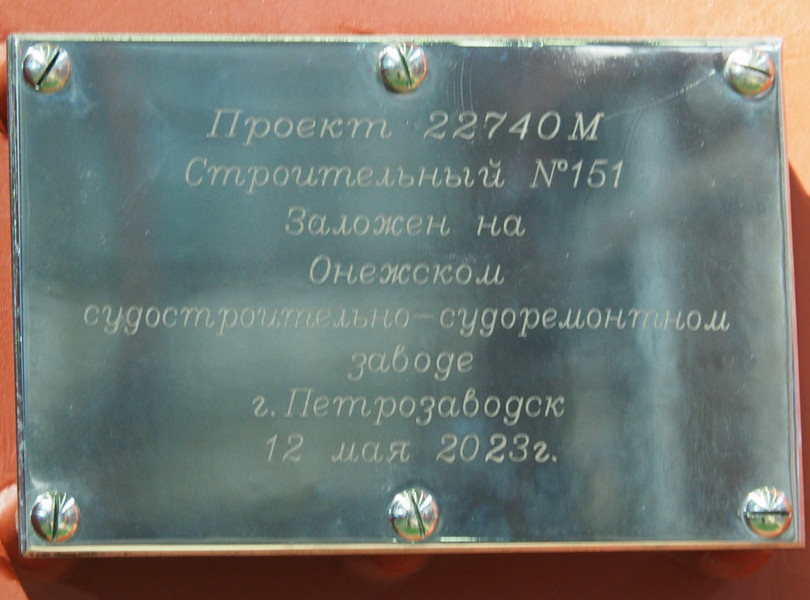 Проект 22740М
Строительный №151
Заложен на
Онежском
судостроительно-судоремонтном
заводе
г. Петрозаводск
12 мая 2023г.